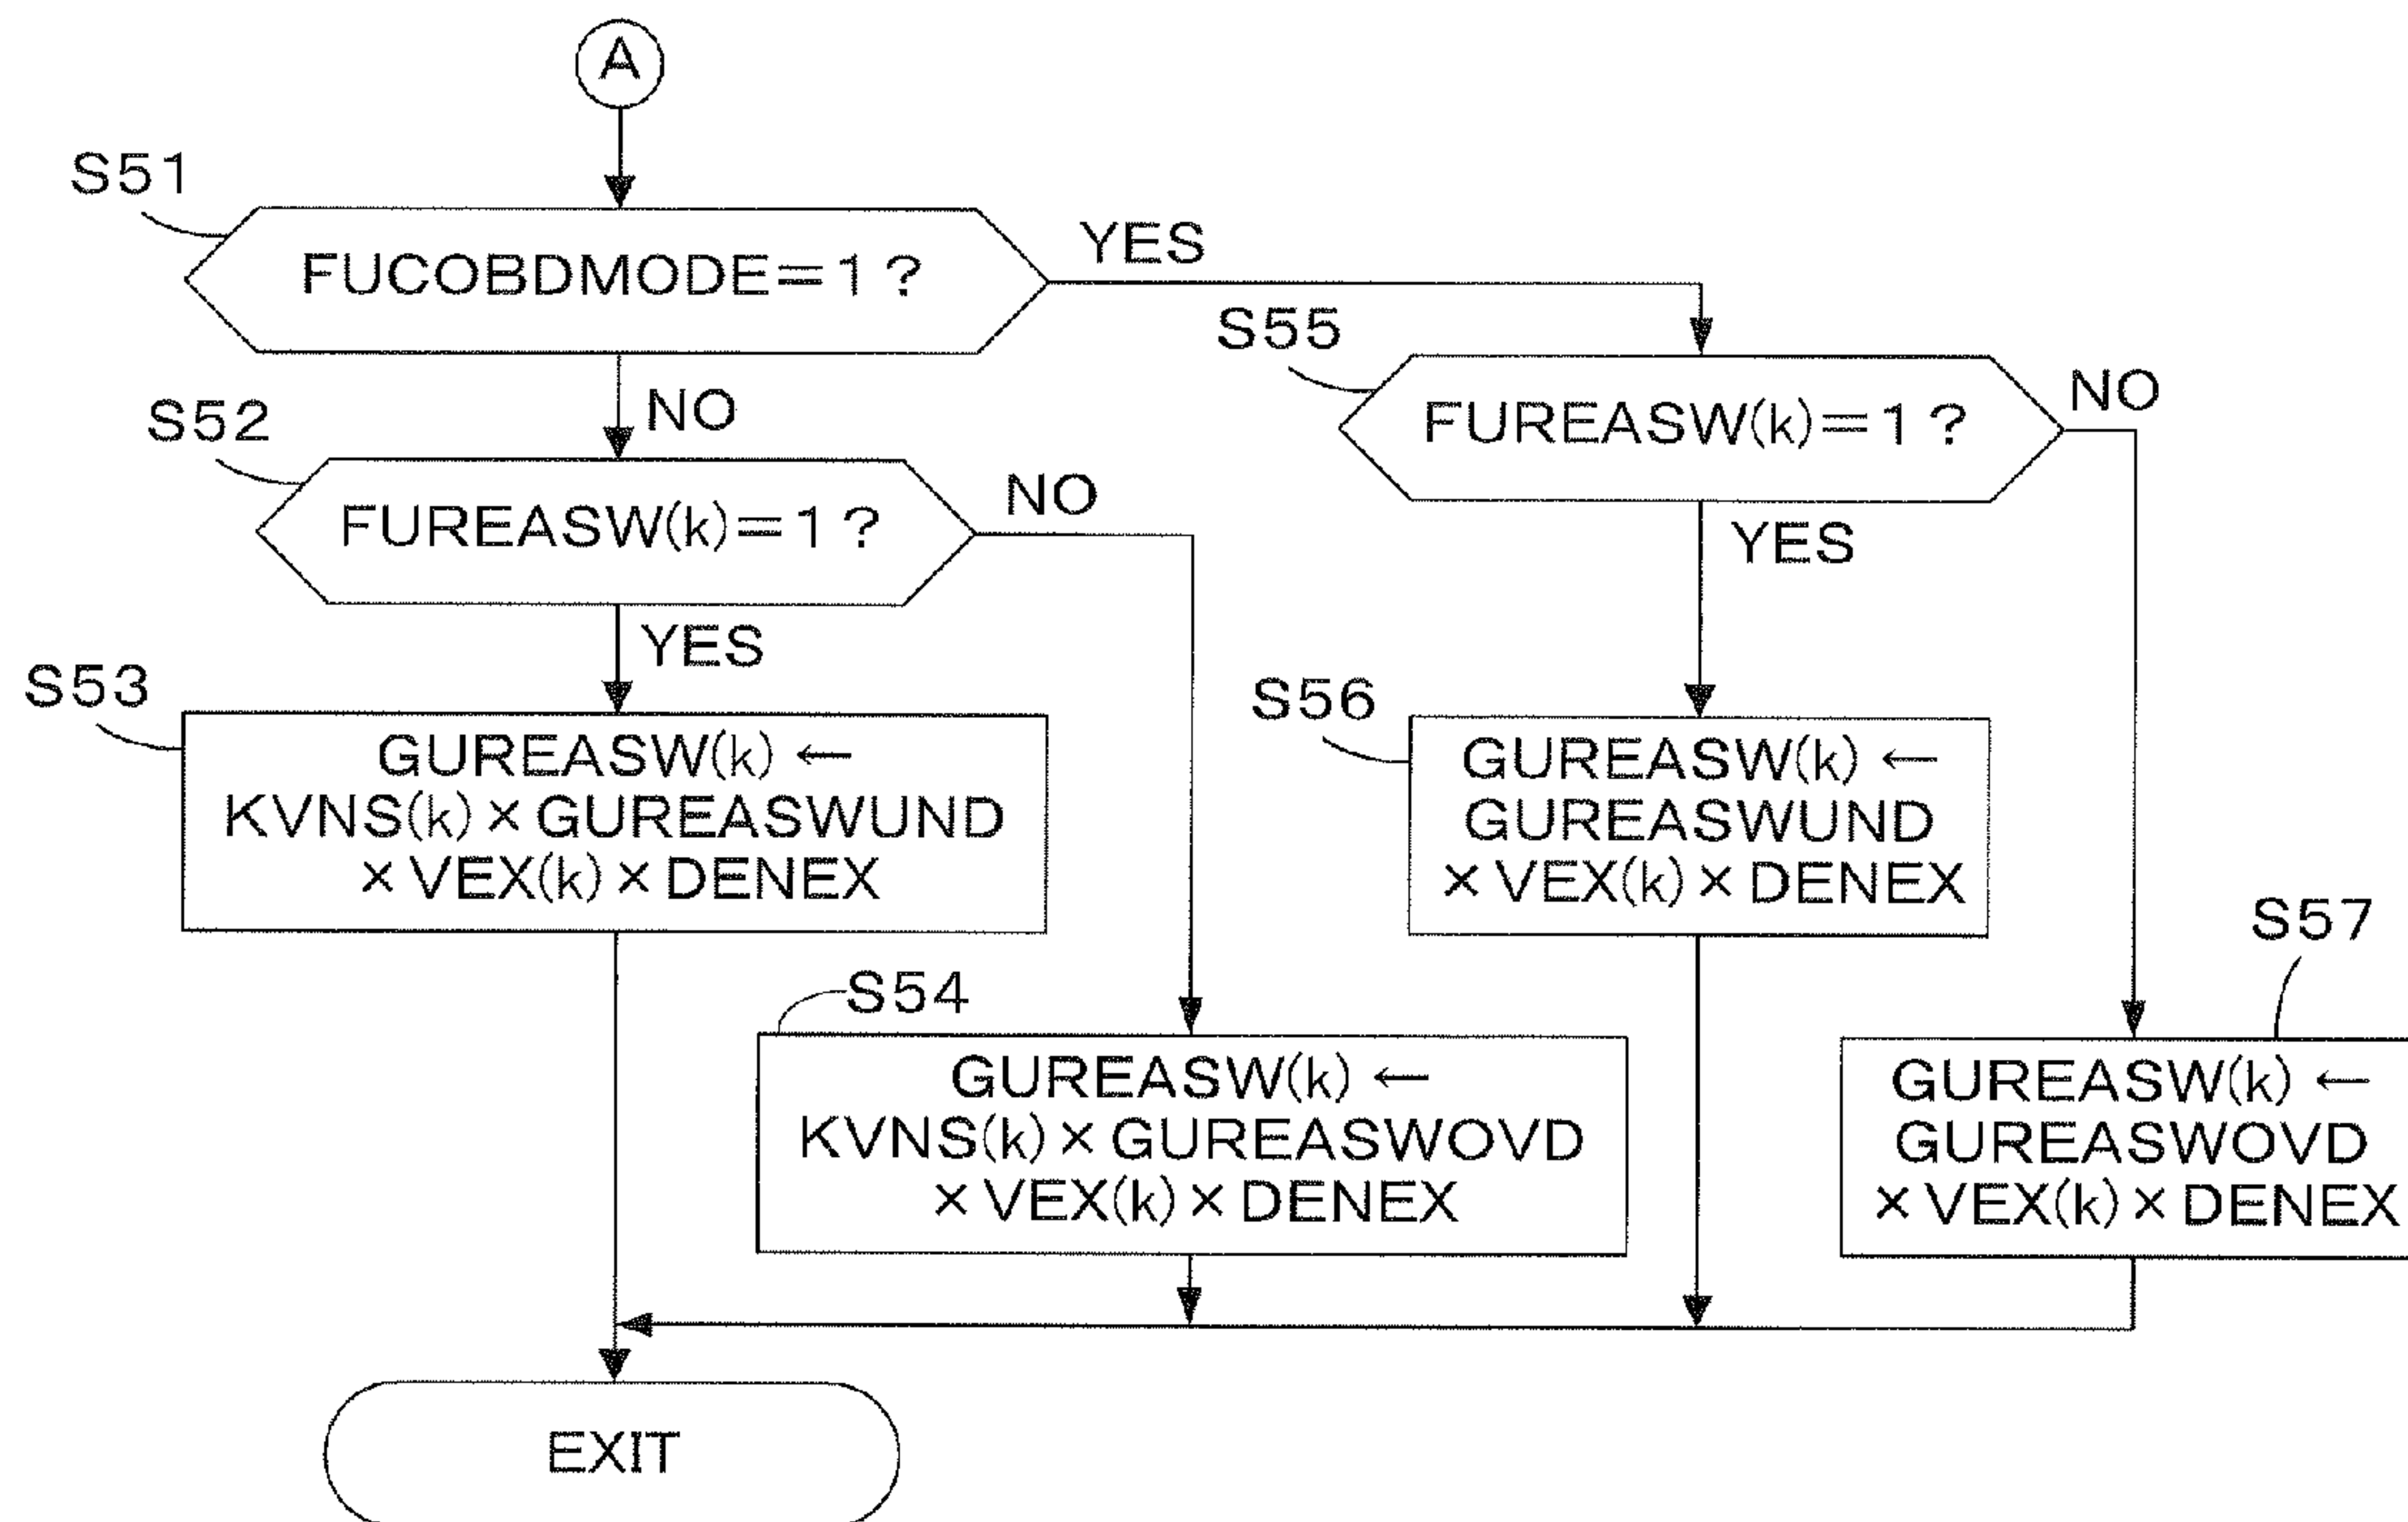 A
S51
FUCOBDMODE=1?
YES
NO
S52
FUREASW(k)=1?
NO
YES
S53
GUREASW(k) ←
KVNS(k) × GUREASWUND
× VEX(k) × DENEX
S54
GUREASW(k) ←
KVNS(k) × GUREASWOVD
× VEX(k) × DENEX
S55
FUREASW(k)=1?
NO
YES
S56
GUREASW(k) ←
GUREASWUND
× VEX(k) × DENEX
S57
GUREASW(k) ←
GUREASWOVD
× VEX(k) × DENEX
EXIT